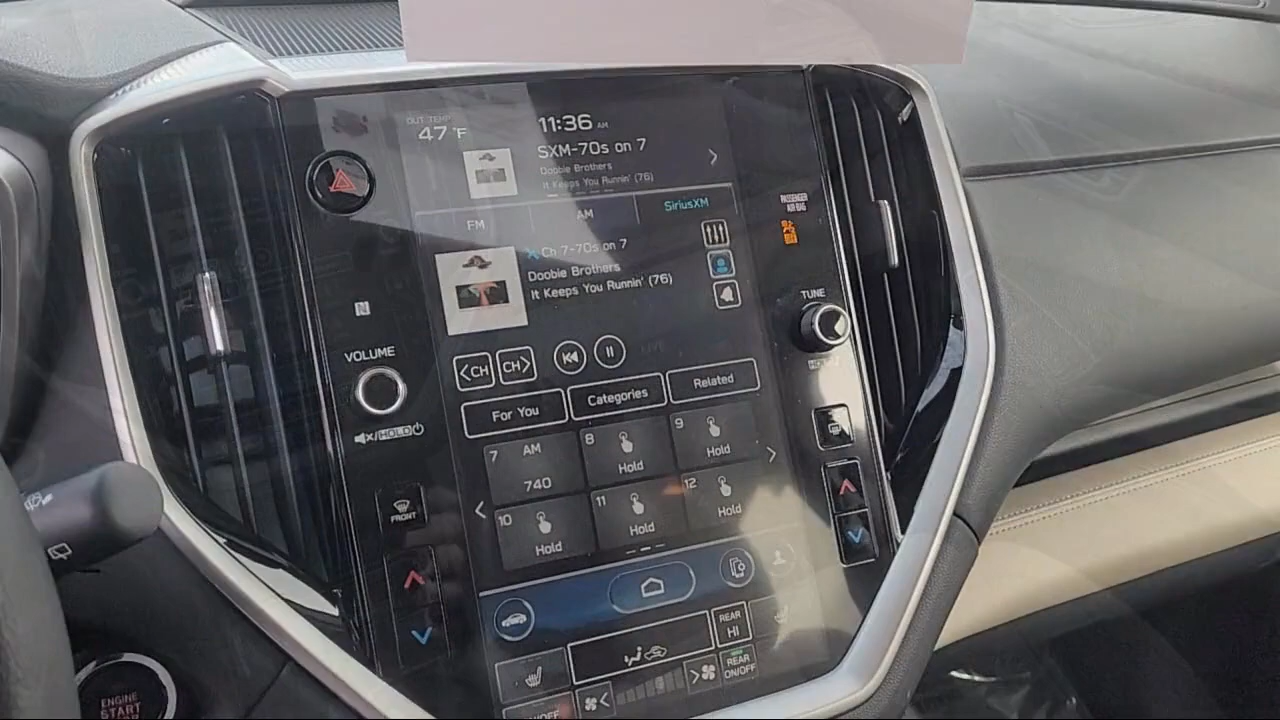 OUT TEMP
47°F
11:36 AM
SXM-70s on 7
Doobie Brothers
It Keeps You Runnin' (76)
FM
AM
SiriusXM
PASSENGER
AIR BAG
Ch 7-70s on 7
Doobie Brothers
It Keeps You Runnin' (76)
N
TUNE
VOLUME
LIVE
<CH
CH>
HOLD
For You
Categories
Related
7
AM
740
8
Hold
9
Hold
10
Hold
11
Hold
12
Hold
FRONT
REAR
HI
REAR
ON/OFF
ON/OFF
ENGINE
START